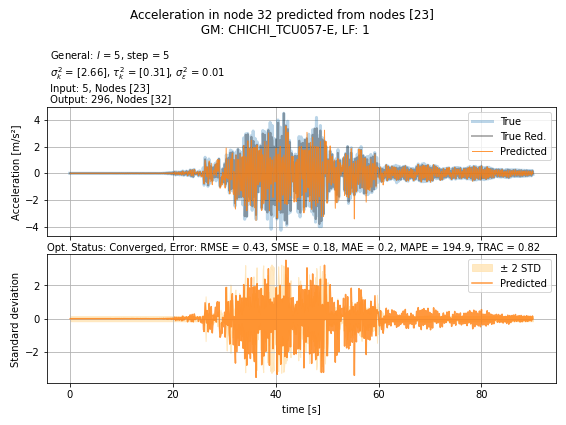 Acceleration in node 32 predicted from nodes [23]
GM: CHICHI_TCU057-E, LF: 1
General: l = 5, step = 5
σ²ₖ = [2.66], τ²ₖ = [0.31], σ²ε = 0.01
Input: 5, Nodes [23]
Output: 296, Nodes [32]
True
True Red.
Predicted
Acceleration [m/s²]
4
2
0
−2
−4
Opt. Status: Converged, Error: RMSE = 0.43, SMSE = 0.18, MAE = 0.2, MAPE = 194.9, TRAC = 0.82
± 2 STD
Predicted
Standard deviation
2
0
−2
0 20 40 60 80
time [s]